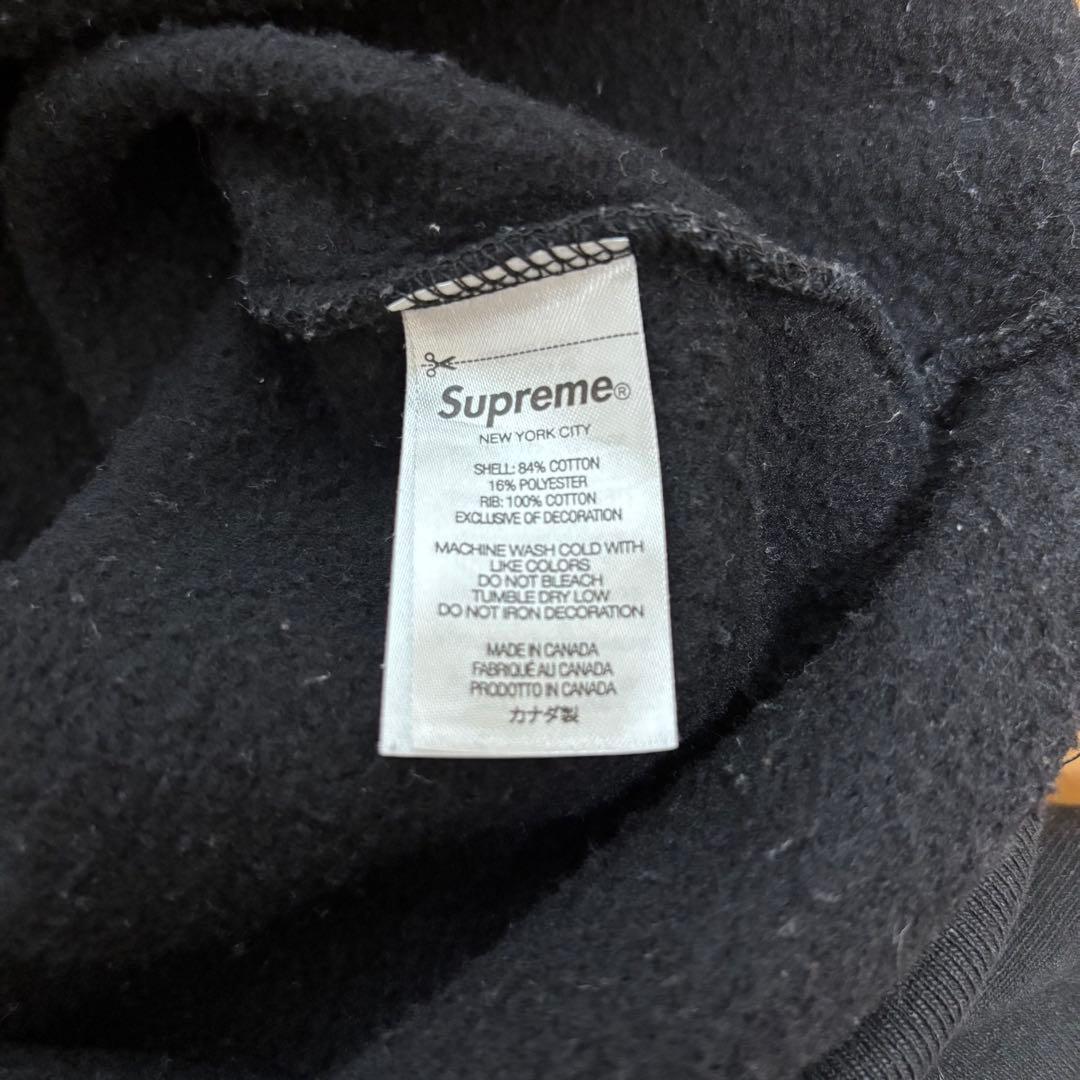 Supreme®
NEW YORK CITY
SHELL: 84% COTTON
16% POLYESTER
RIB: 100% COTTON
EXCLUSIVE OF DECORATION
MACHINE WASH COLD WITH
LIKE COLORS
DO NOT BLEACH
TUMBLE DRY LOW
DO NOT IRON DECORATION
MADE IN CANADA
FABRIQUÉ AU CANADA
PRODOTTO IN CANADA
カナダ製